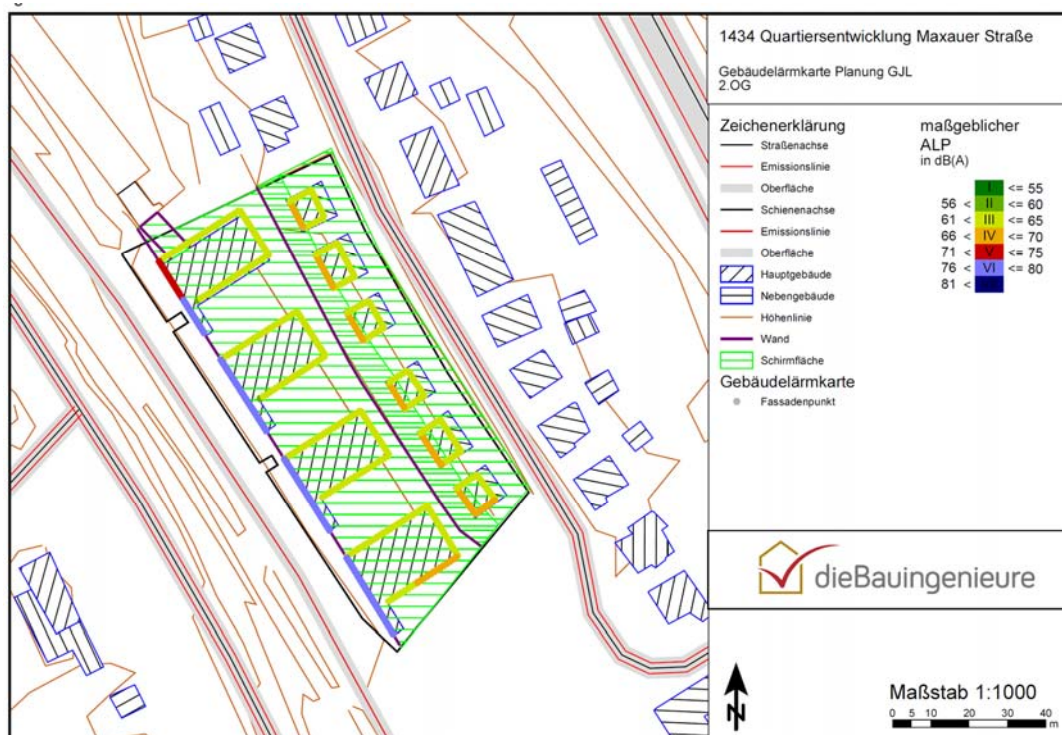 1434 Quartiersentwicklung Maxauer Straße
Gebäudelärmkarte Planung GJL
2.OG
Zeichenerklärung
Straßenachse
Emissionslinie
Oberfläche
Schienenachse
Emissionslinie
Oberfläche
Hauptgebäude
Nebengebäude
Höhenlinie
Wand
Schirmfläche
Gebäudelärmkarte
Fassadenpunkt
maßgeblicher
ALP
in dB(A)
I <= 55
56 < II <= 60
61 < III <= 65
66 < IV <= 70
71 < V <= 75
76 < VI <= 80
81 <
dieBauingenieure
N
Maßstab 1:1000
0 5 10 20 30 40
m